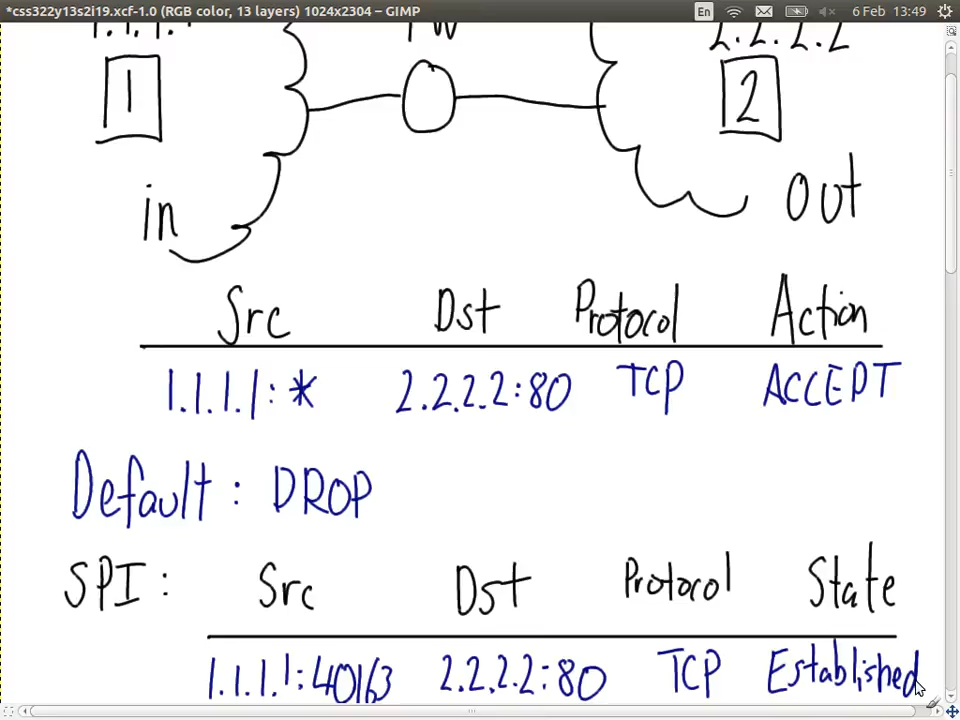 *css322y13s2i19.xcf-1.0 (RGB color, 13 layers) 1024x2304 – GIMP En 6 Feb 13:49
2.2.2.2
1 2
in out
Src Dst Protocol Action
1.1.1.1:* 2.2.2.2:80 TCP ACCEPT
Default: DROP
SPI: Src Dst Protocol State
1.1.1.1:40163 2.2.2.2:80 TCP Established